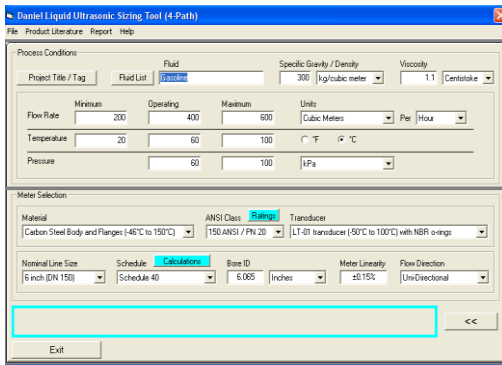 Daniel Liquid Ultrasonic Sizing Tool (4-Path)
File Product Literature Report Help
Process Conditions
Fluid Specific Gravity / Density Viscosity
Project Title / Tag Fluid List Gasoline 300 kg/cubic meter 1.1 Centistoke
Minimum Operating Maximum Units
Flow Rate 200 400 600 Cubic Meters Per Hour
Temperature 20 60 100 °F °C
Pressure 60 100 kPa
Meter Selection
Material ANSI Class Ratings Transducer
Carbon Steel Body and Flanges (-46°C to 150°C) 150 ANSI / PN 20 LT-01 transducer (-50°C to 100°C) with NBR o-rings
Nominal Line Size Schedule Calculations Bore ID Meter Linearity Flow Direction
6 inch (DN 150) Schedule 40 6.065 Inches ±0.15% Uni-Directional
<<
Exit